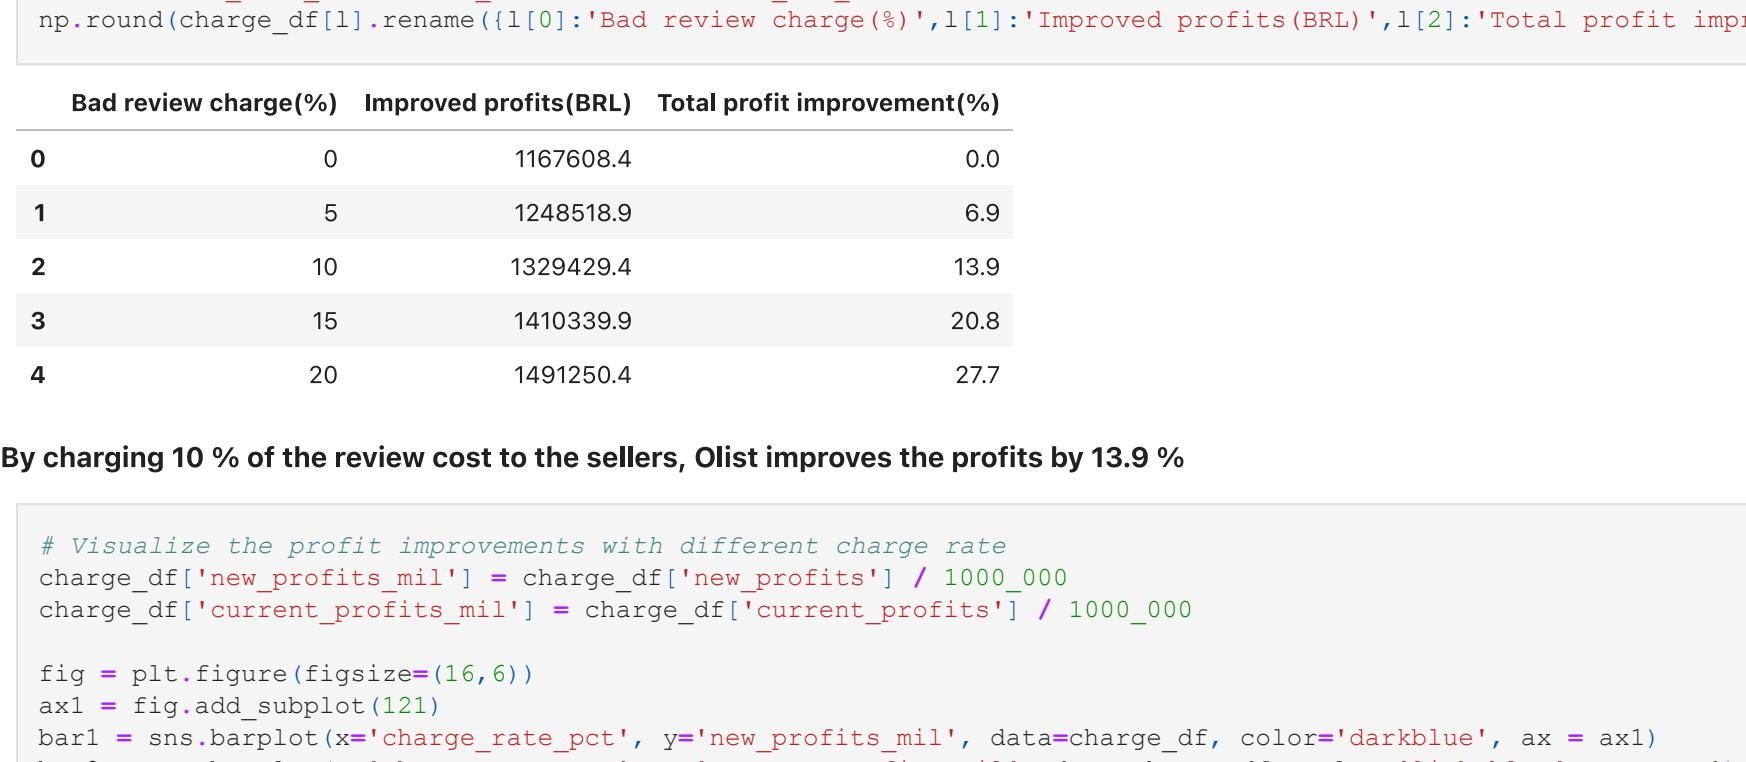 np.round(charge_df[l].rename({l[0]:'Bad review charge(%)',l[1]:'Improved profits(BRL)',l[2]:'Total profit impr
Bad review charge(%) Improved profits(BRL) Total profit improvement(%)
0 0 1167608.4 0.0
1 5 1248518.9 6.9
2 10 1329429.4 13.9
3 15 1410339.9 20.8
4 20 1491250.4 27.7
By charging 10 % of the review cost to the sellers, Olist improves the profits by 13.9 %
# Visualize the profit improvements with different charge rate
charge_df['new_profits_mil'] = charge_df['new_profits'] / 1000_000
charge_df['current_profits_mil'] = charge_df['current_profits'] / 1000_000
fig = plt.figure(figsize=(16,6))
ax1 = fig.add_subplot(121)
bar1 = sns.barplot(x='charge_rate_pct', y='new_profits_mil', data=charge_df, color='darkblue', ax = ax1)